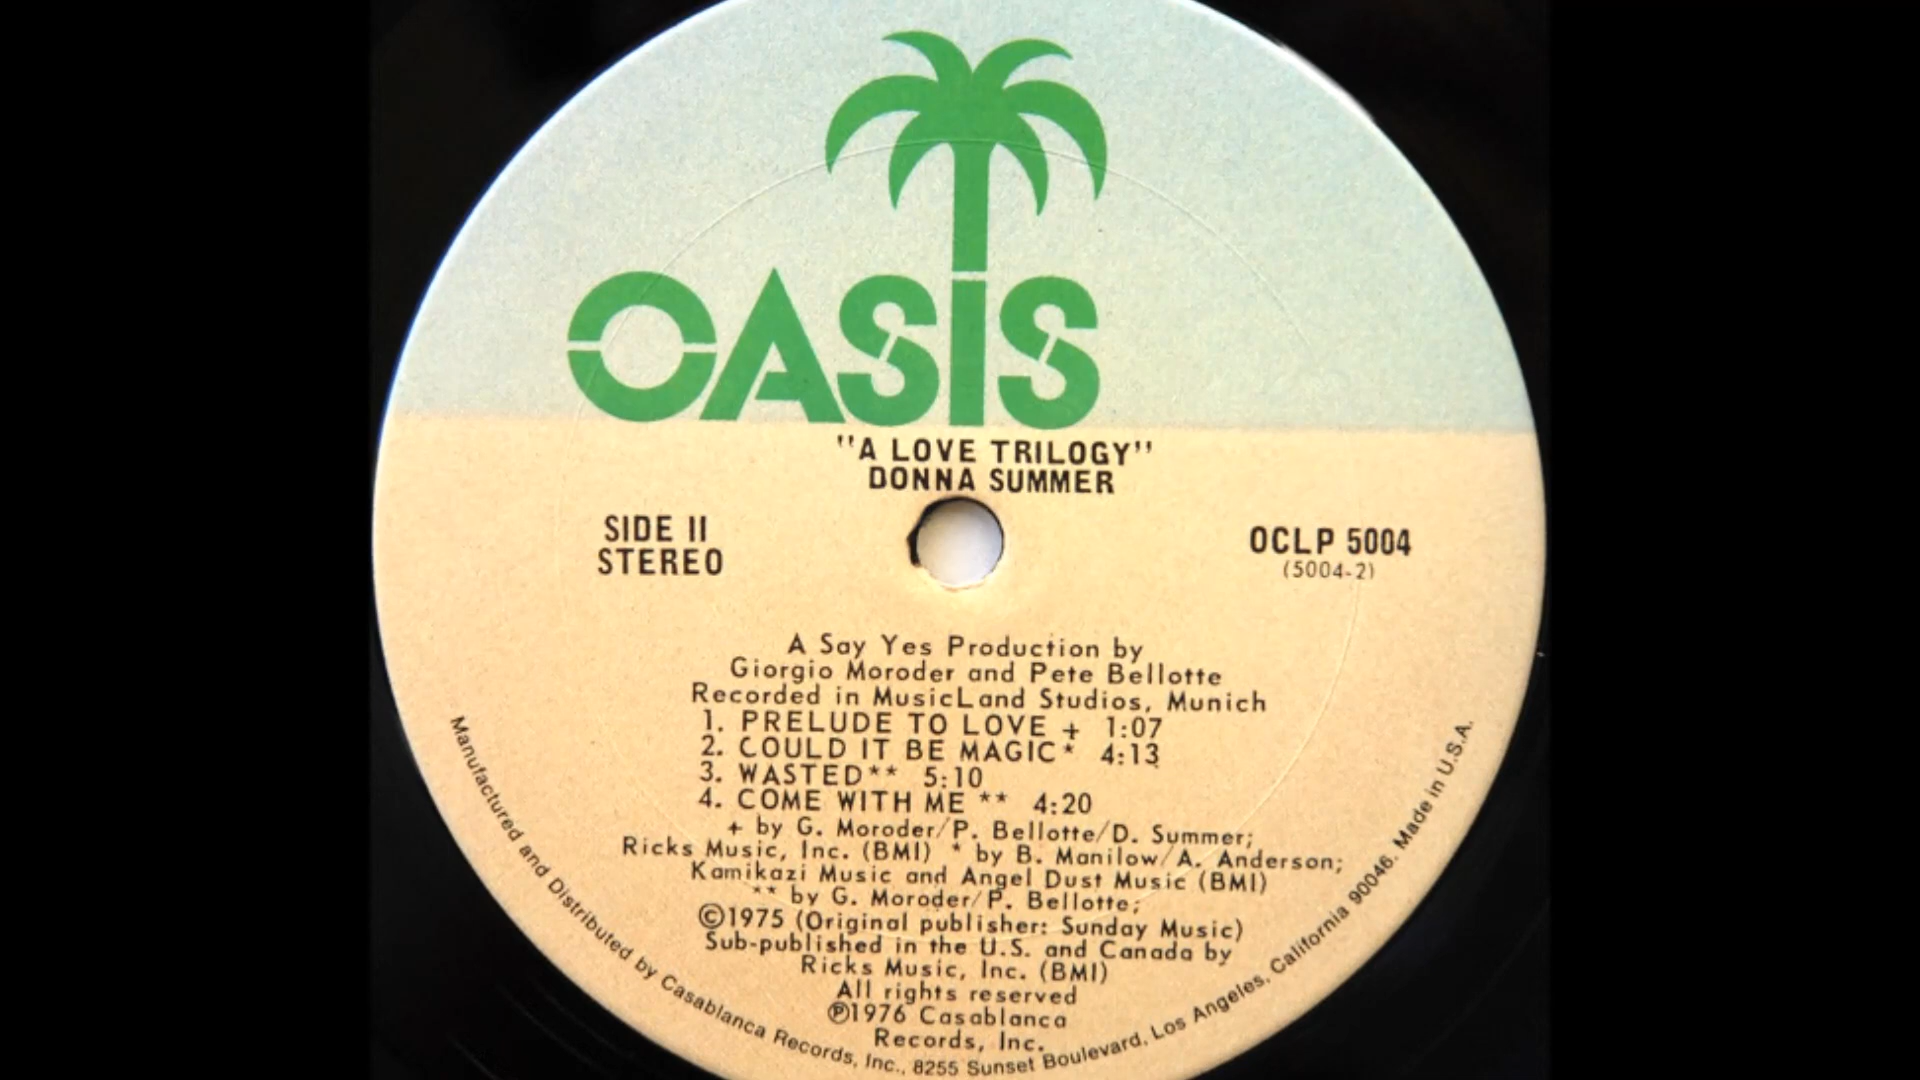 OASIS
"A LOVE TRILOGY"
DONNA SUMMER
SIDE II
STEREO
OCLP 5004
(5004-2)
A Say Yes Production by
Giorgio Moroder and Pete Bellotte
Recorded in MusicLand Studios, Munich
1. PRELUDE TO LOVE + 1:07
2. COULD IT BE MAGIC* 4:13
3. WASTED** 5:10
4. COME WITH ME ** 4:20
+ by G. Moroder/P. Bellotte/D. Summer;
Ricks Music, Inc. (BMI) * by B. Manilow/A. Anderson;
Kamikazi Music and Angel Dust Music (BMI)
** by G. Moroder/P. Bellotte;
©1975 (Original publisher: Sunday Music)
Sub-published in the U.S. and Canada by
Ricks Music, Inc. (BMI)
All rights reserved
℗1976 Casablanca
Records, Inc.
Manufactured and Distributed by Casablanca Records, Inc., 8255 Sunset Boulevard, Los Angeles, California 90046. Made in U.S.A.